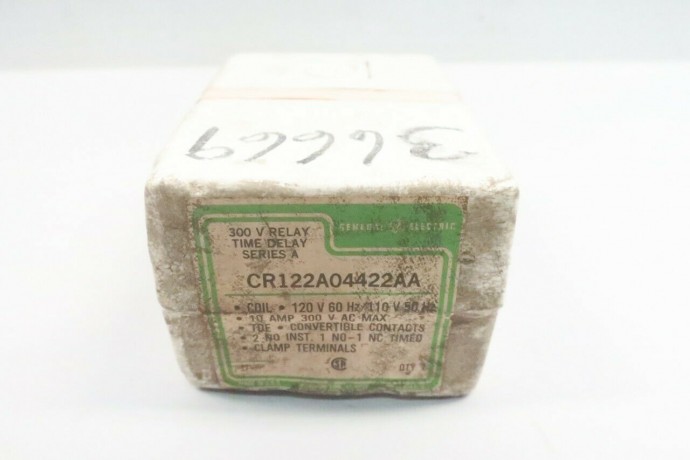 36669
300 V RELAY
TIME DELAY
SERIES A
GENERAL ELECTRIC
CR122A04422AA
• COIL • 120 V 60 Hz 110 V 50 Hz
• 10 AMP 300 V AC MAX
• TDE • CONVERTIBLE CONTACTS
• 2 NO INST. 1 NO-1 NC TIMED
• CLAMP TERMINALS
QTY